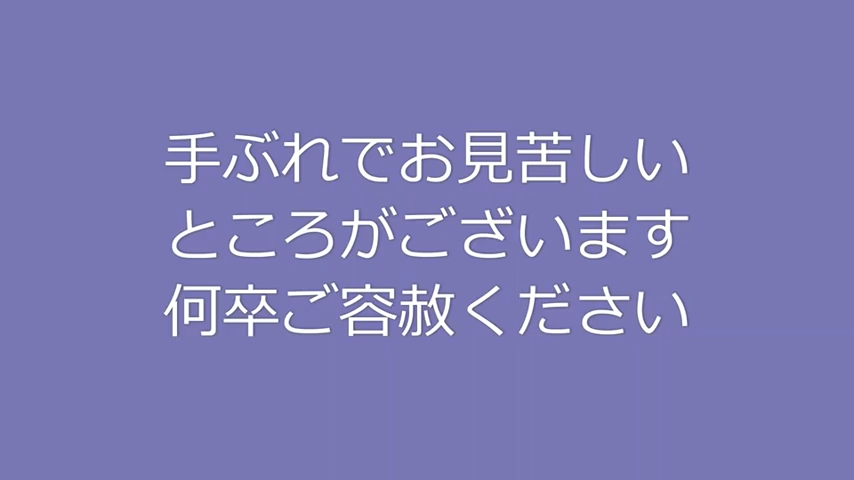 手ぶれでお見苦しい
ところがございます
何卒ご容赦ください